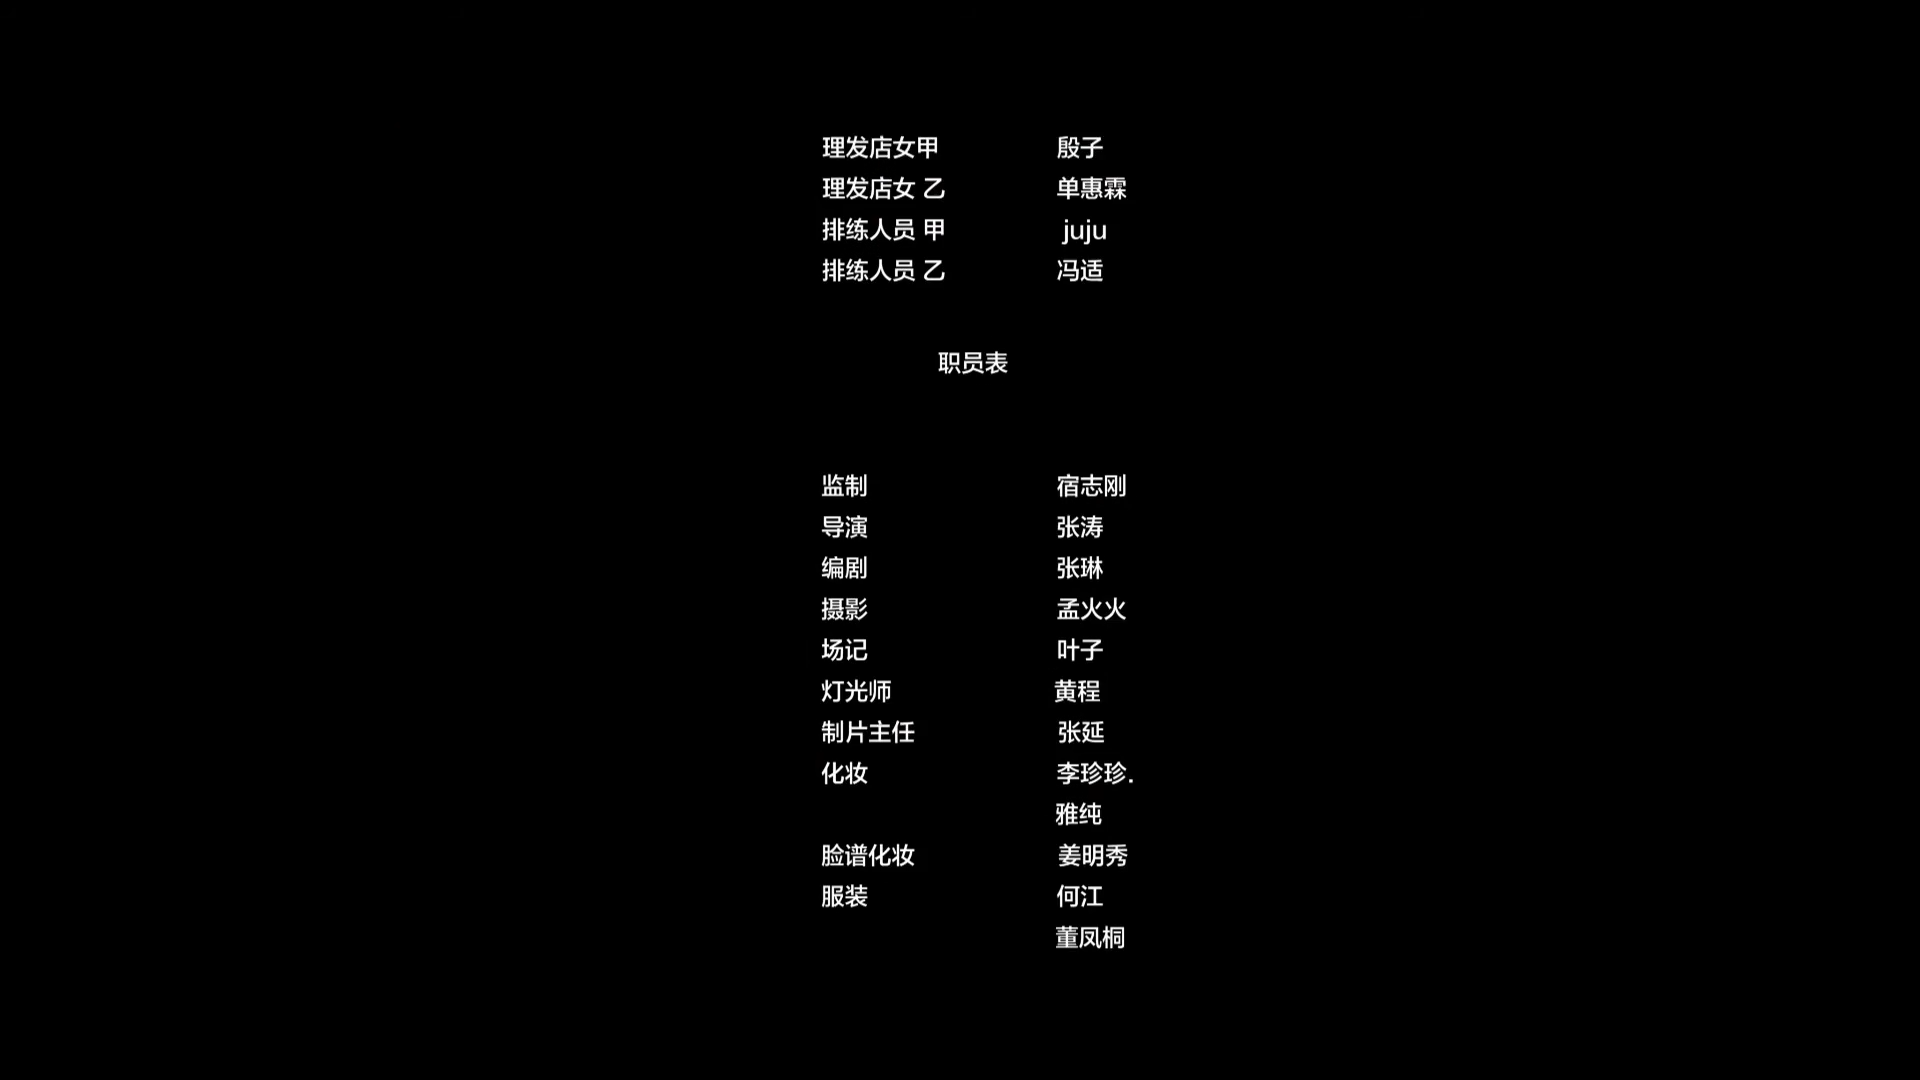 理发店女甲 殷子
理发店女 乙 单惠霖
排练人员 甲 juju
排练人员 乙 冯适
职员表
监制 宿志刚
导演 张涛
编剧 张琳
摄影 孟火火
场记 叶子
灯光师 黄程
制片主任 张延
化妆 李珍珍.
雅纯
脸谱化妆 姜明秀
服装 何江
董凤桐